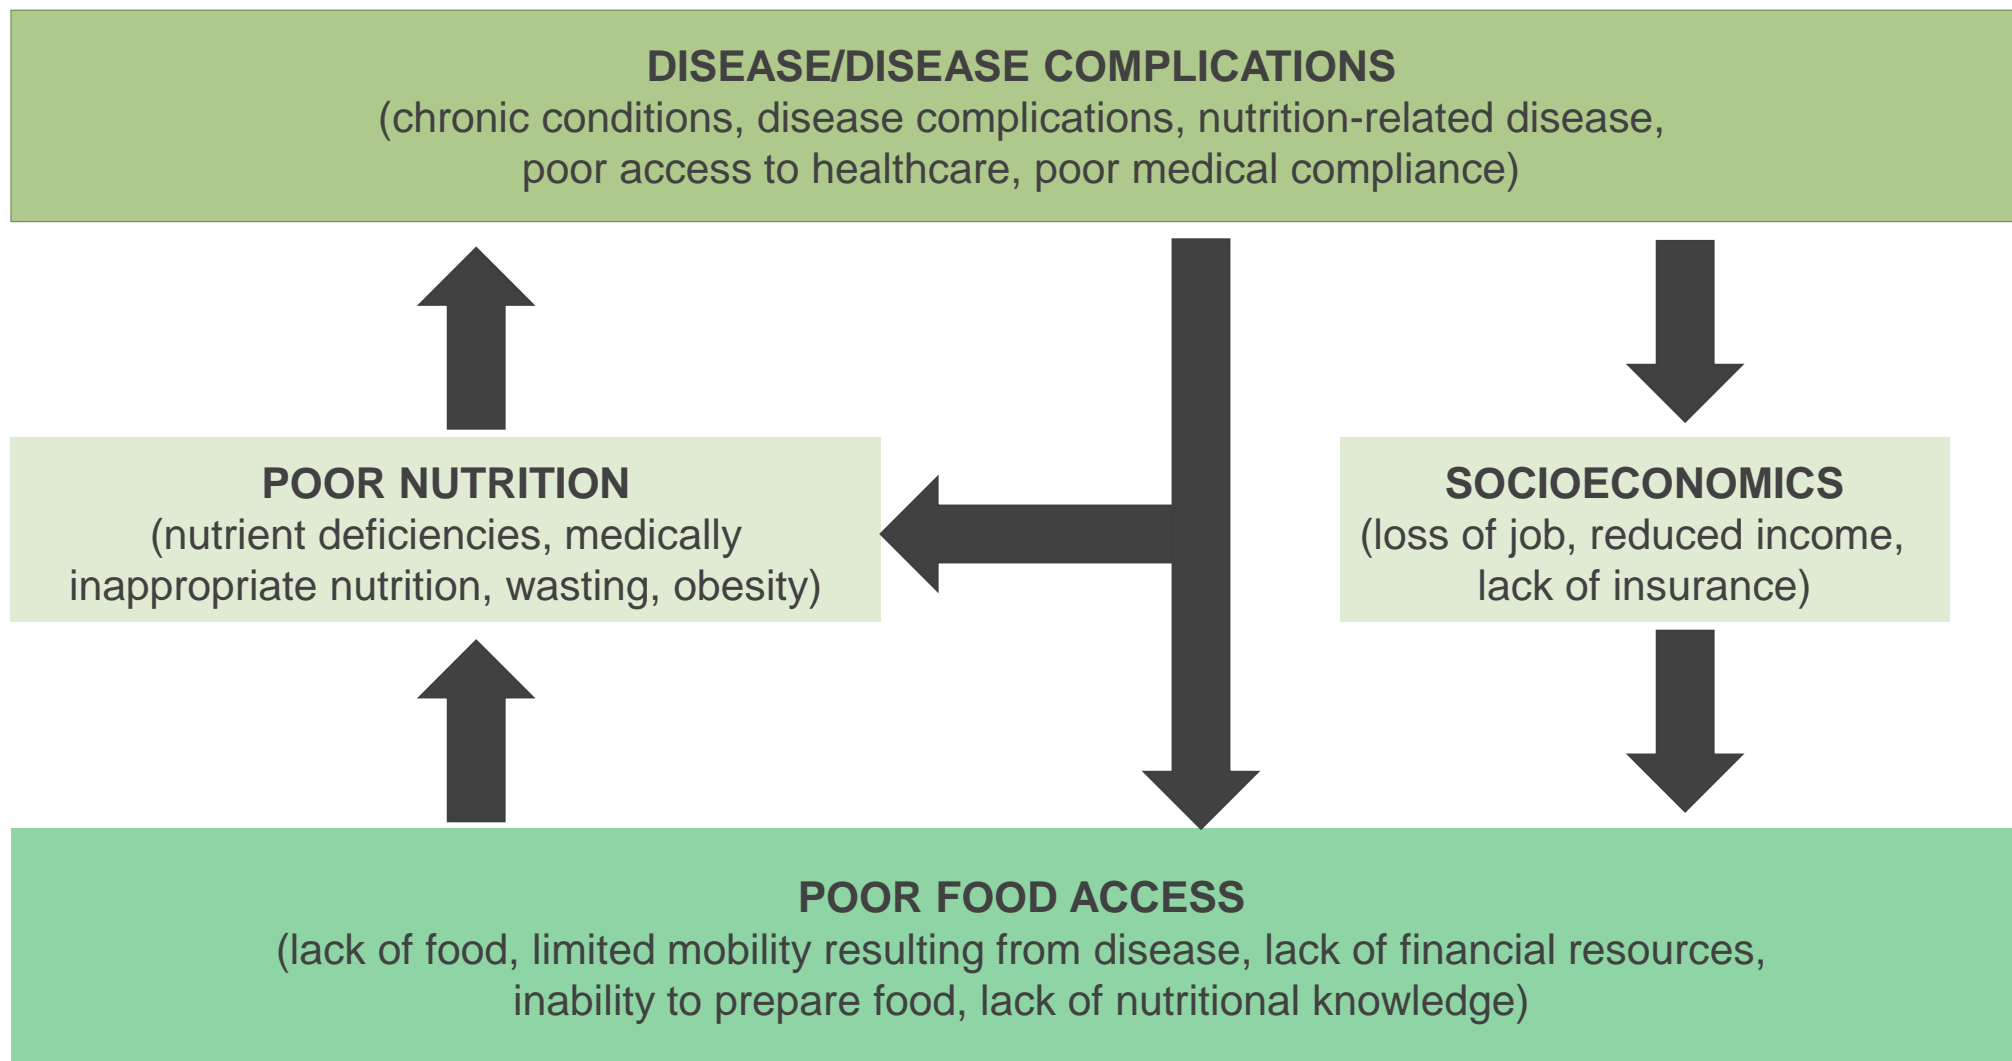 DISEASE/DISEASE COMPLICATIONS
(chronic conditions, disease complications, nutrition-related disease,
poor access to healthcare, poor medical compliance)
POOR NUTRITION
(nutrient deficiencies, medically
inappropriate nutrition, wasting, obesity)
SOCIOECONOMICS
(loss of job, reduced income,
lack of insurance)
POOR FOOD ACCESS
(lack of food, limited mobility resulting from disease, lack of financial resources,
inability to prepare food, lack of nutritional knowledge)